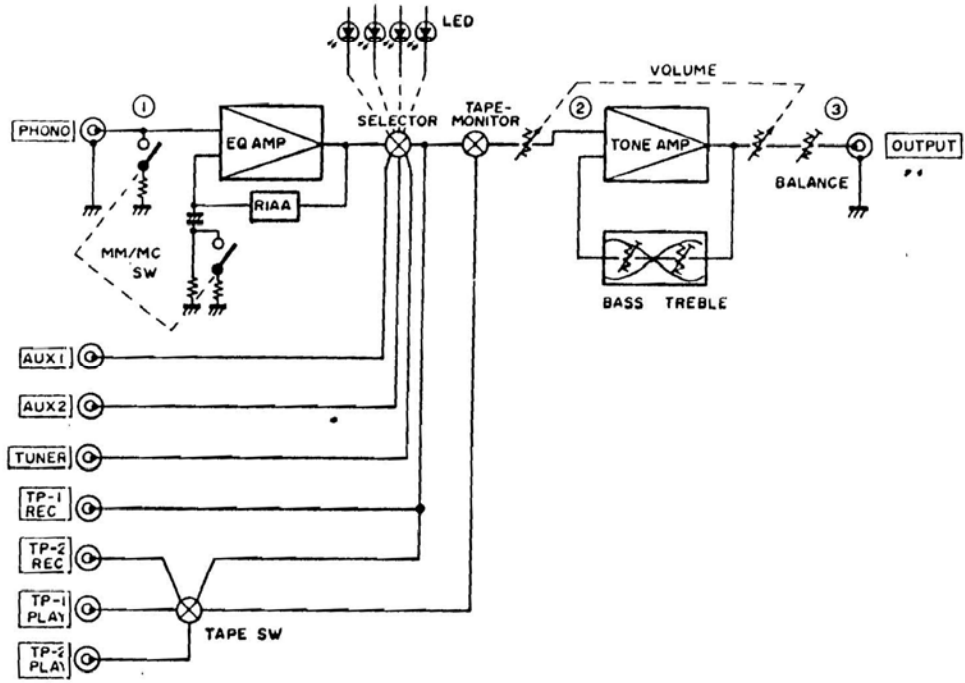 LED
①
PHONO
EQ AMP
SELECTOR
TAPE-
MONITOR
VOLUME
②
TONE AMP
③
OUTPUT
BALANCE
RIAA
MM/MC
SW
BASS TREBLE
AUX1
AUX2
TUNER
TP-1
REC
TP-2
REC
TP-1
PLAY
TP-2
PLAY
TAPE SW